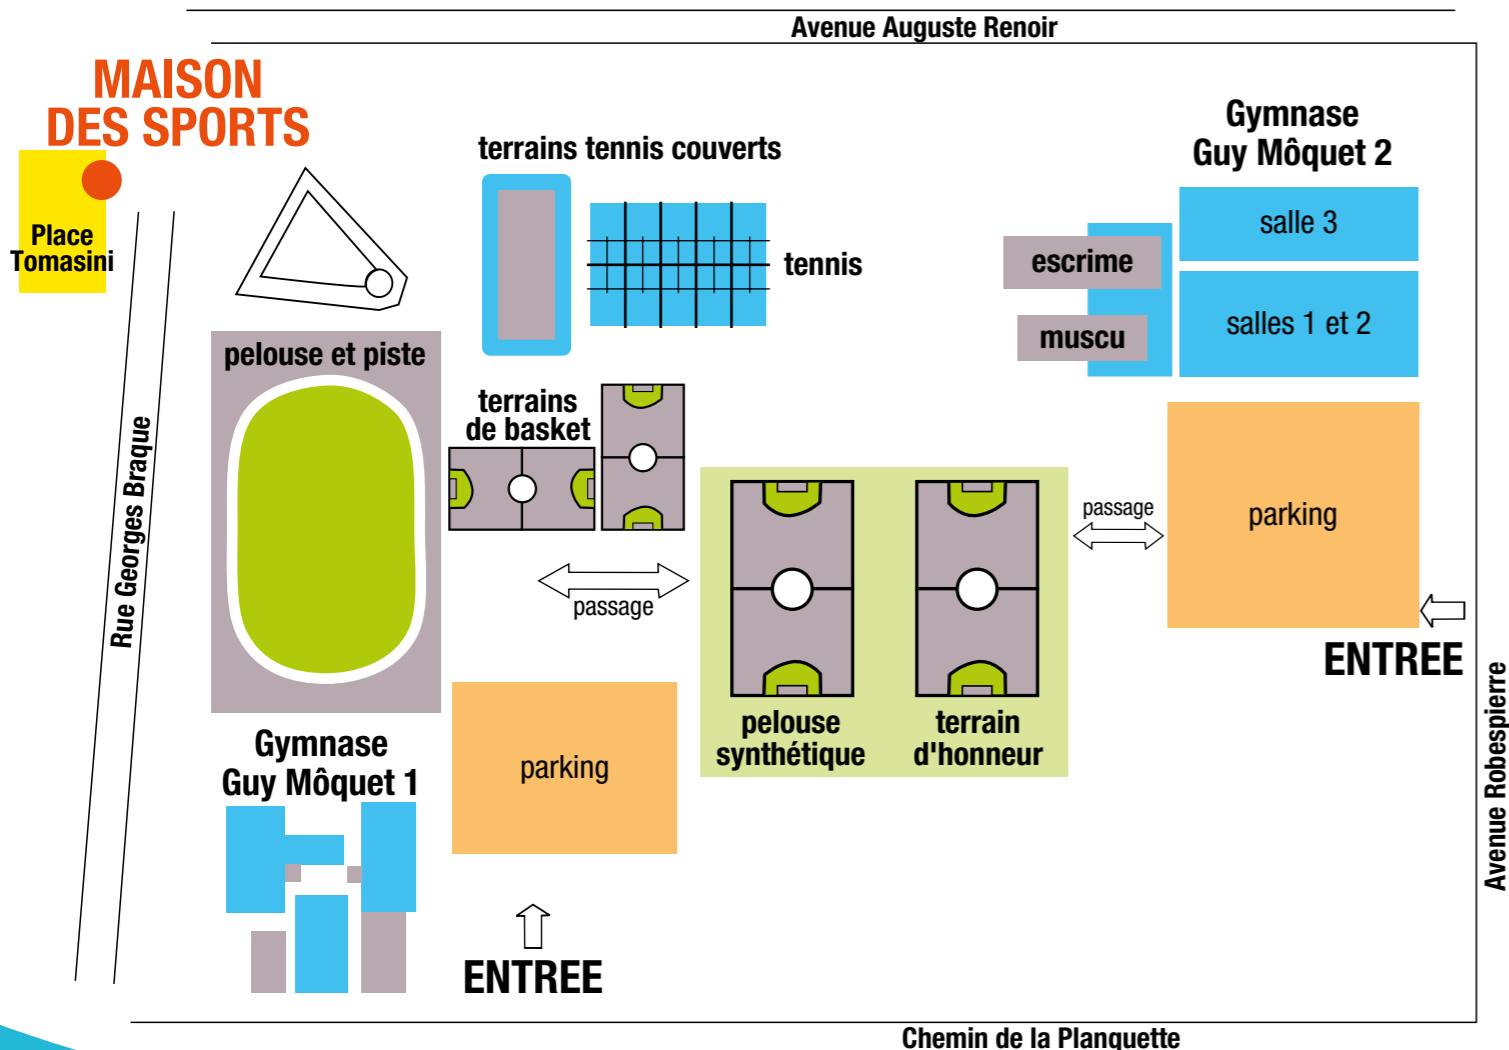 Avenue Auguste Renoir
MAISON
DES SPORTS
Place
Tomasini
Rue Georges Braque
terrains tennis couverts
tennis
Gymnase
Guy Môquet 2
salle 3
escrime
salles 1 et 2
muscu
pelouse et piste
terrains
de basket
passage
passage
parking
ENTREE
pelouse
synthétique
terrain
d'honneur
Gymnase
Guy Môquet 1
parking
ENTREE
Avenue Robespierre
Chemin de la Planquette